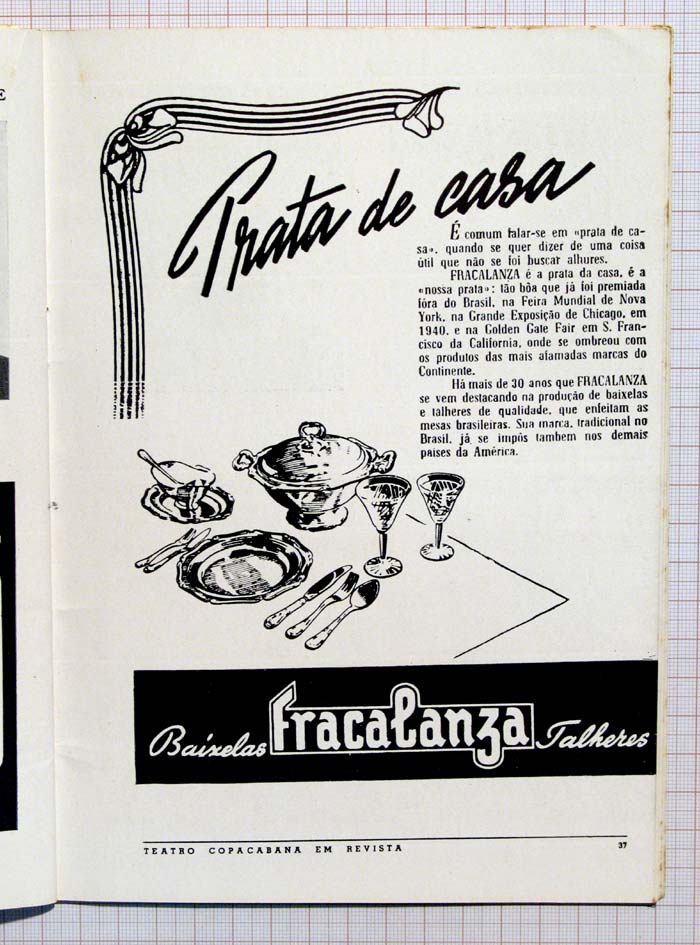 E
Prata de casa
É comum falar-se em «prata de ca-
sa», quando se quer dizer de uma coisa
útil que não se foi buscar alhures.
FRACALANZA é a prata da casa, é a
«nossa prata»: tão bôa que já foi premiada
fóra do Brasil, na Feira Mundial de Nova
York, na Grande Exposição de Chicago, em
1940, e na Golden Gate Fair em S. Fran-
cisco da California, onde se ombreou com
os produtos das mais afamadas marcas do
Continente.
Há mais de 30 anos que FRACALANZA
se vem destacando na produção de baixelas
e talheres de qualidade, que enfeitam as
mesas brasileiras. Sua marca, tradicional no
Brasil, já se impôs tambem nos demais
países da América.
Baixelas Fracalanza Talheres
TEATRO COPACABANA EM REVISTA 37